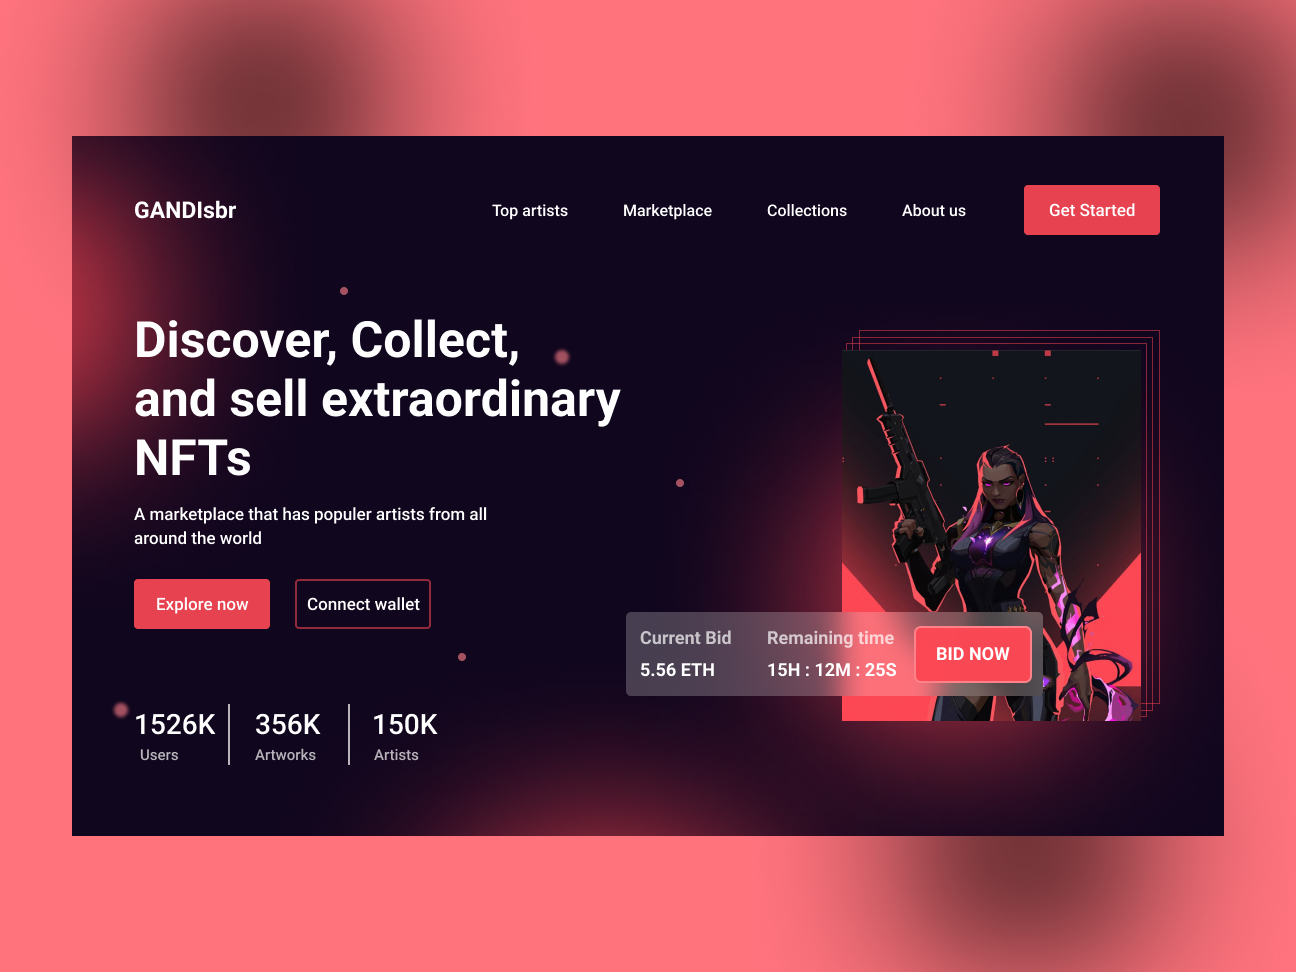 GANDIsbr
Top artists
Marketplace
Collections
About us
Get Started
Discover, Collect,
and sell extraordinary
NFTs
A marketplace that has populer artists from all
around the world
Explore now
Connect wallet
Current Bid
Remaining time
5.56 ETH
15H : 12M : 25S
BID NOW
1526K
356K
150K
Users
Artworks
Artists